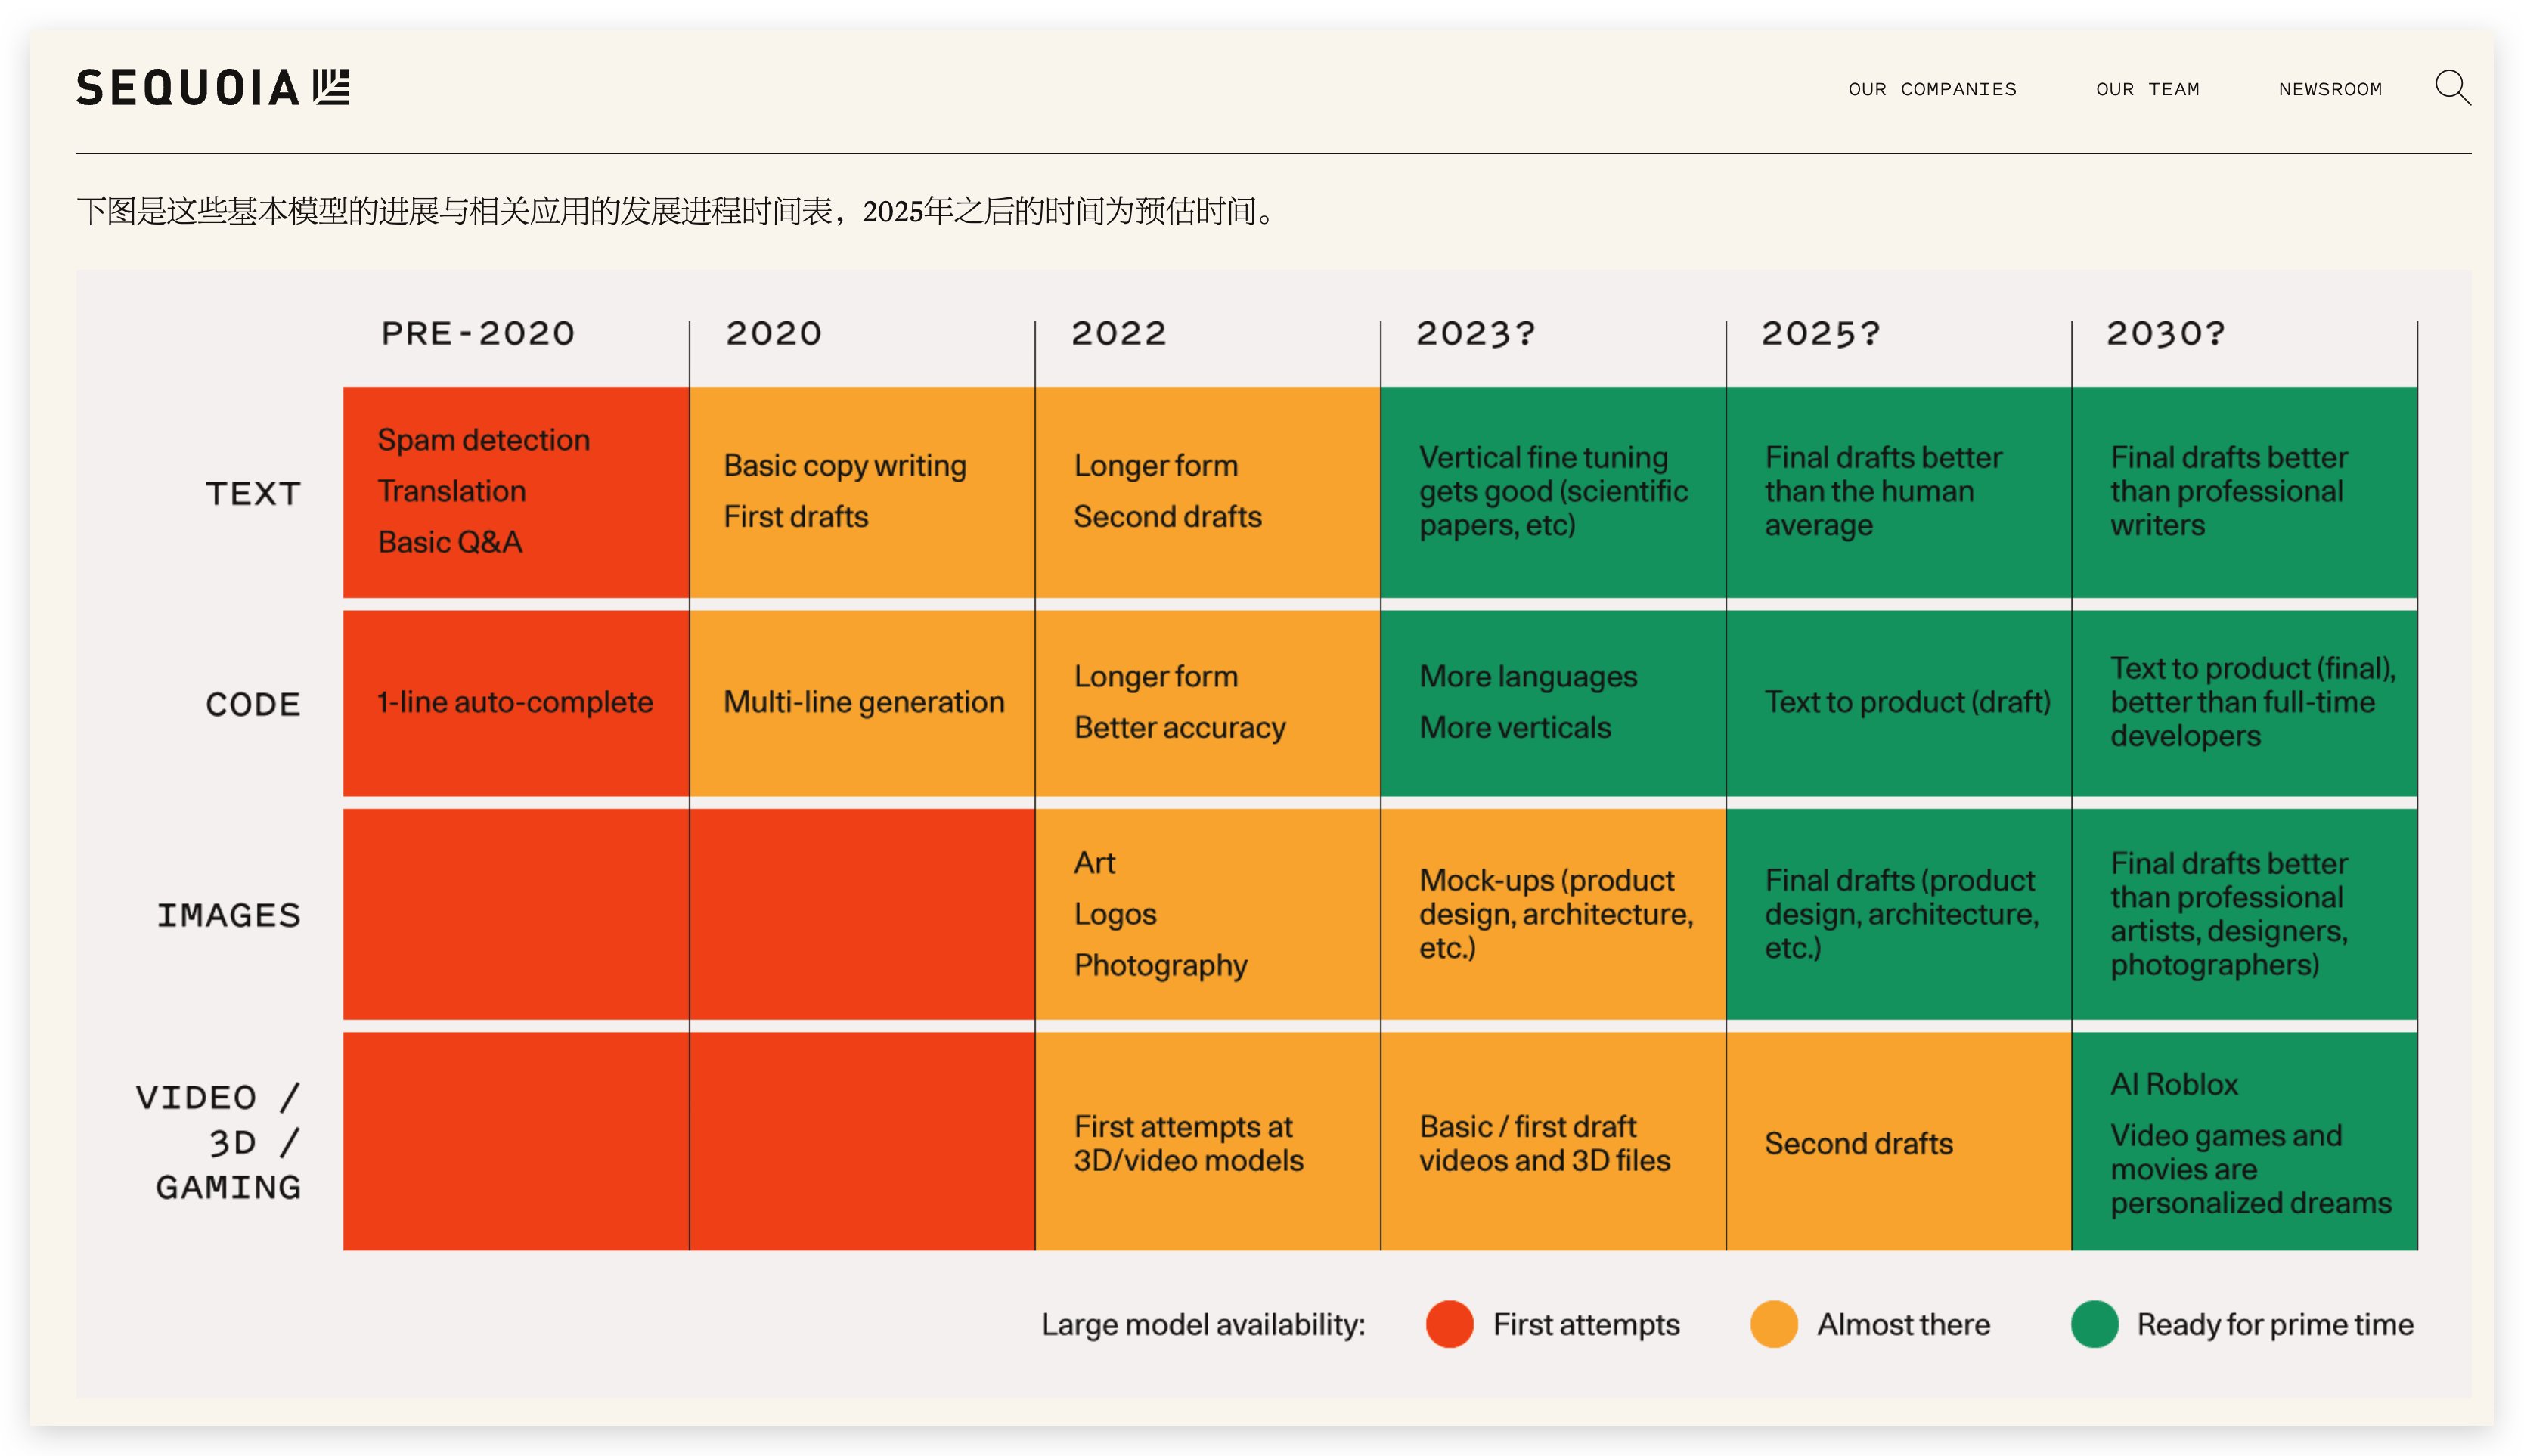 SEQUOIA
OUR COMPANIES OUR TEAM NEWSROOM
下图是这些基本模型的进展与相关应用的发展进程时间表，2025年之后的时间为预估时间。
PRE-2020 2020 2022 2023? 2025? 2030?
TEXT
Spam detection
Translation
Basic Q&A
Basic copy writing
First drafts
Longer form
Second drafts
Vertical fine tuning
gets good (scientific
papers, etc)
Final drafts better
than the human
average
Final drafts better
than professional
writers
CODE
1-line auto-complete
Multi-line generation
Longer form
Better accuracy
More languages
More verticals
Text to product (draft)
Text to product (final),
better than full-time
developers
IMAGES
Art
Logos
Photography
Mock-ups (product
design, architecture,
etc.)
Final drafts (product
design, architecture,
etc.)
Final drafts better
than professional
artists, designers,
photographers)
VIDEO /
3D /
GAMING
First attempts at
3D/video models
Basic / first draft
videos and 3D files
Second drafts
AI Roblox
Video games and
movies are
personalized dreams
Large model availability: First attempts Almost there Ready for prime time